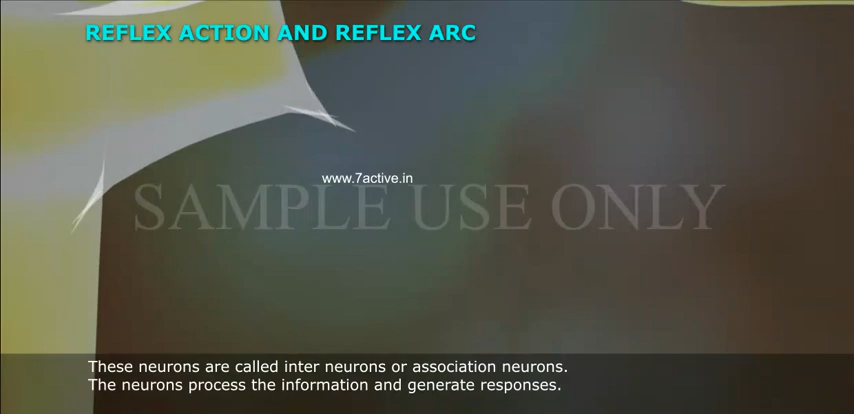 REFLEX ACTION AND REFLEX ARC
www.7active.in
SAMPLE USE ONLY
These neurons are called inter neurons or association neurons.
The neurons process the information and generate responses.